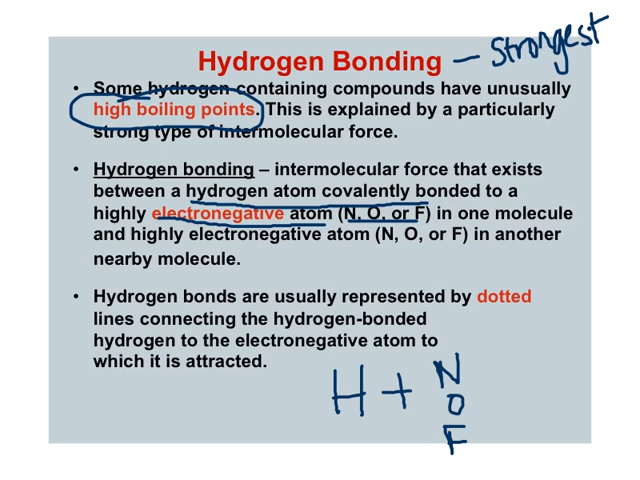 Hydrogen Bonding – Strongest
• Some hydrogen containing compounds have unusually
high boiling points. This is explained by a particularly
strong type of intermolecular force.
• Hydrogen bonding – intermolecular force that exists
between a hydrogen atom covalently bonded to a
highly electronegative atom (N, O, or F) in one molecule
and highly electronegative atom (N, O, or F) in another
nearby molecule.
• Hydrogen bonds are usually represented by dotted
lines connecting the hydrogen-bonded
hydrogen to the electronegative atom to
which it is attracted.
H + N
O
F